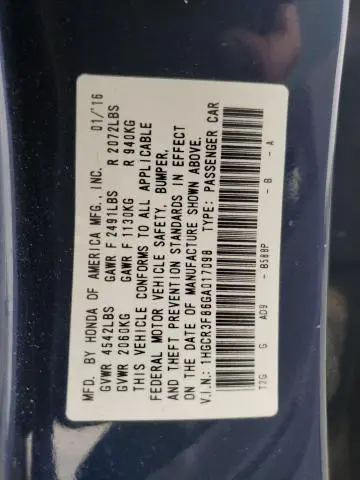 MFD. BY HONDA OF AMERICA MFG., INC. 01/'16
GVWR 4542LBS GAWR F 2491LBS R 2072LBS
GVWR 2060KG GAWR F 1130KG R 940KG
THIS VEHICLE CONFORMS TO ALL APPLICABLE
FEDERAL MOTOR VEHICLE SAFETY, BUMPER,
AND THEFT PREVENTION STANDARDS IN EFFECT
ON THE DATE OF MANUFACTURE SHOWN ABOVE.
V.I.N.: 1HGCR3F86GA017098 TYPE: PASSENGER CAR
T2G G AD9 - B588P - B - A